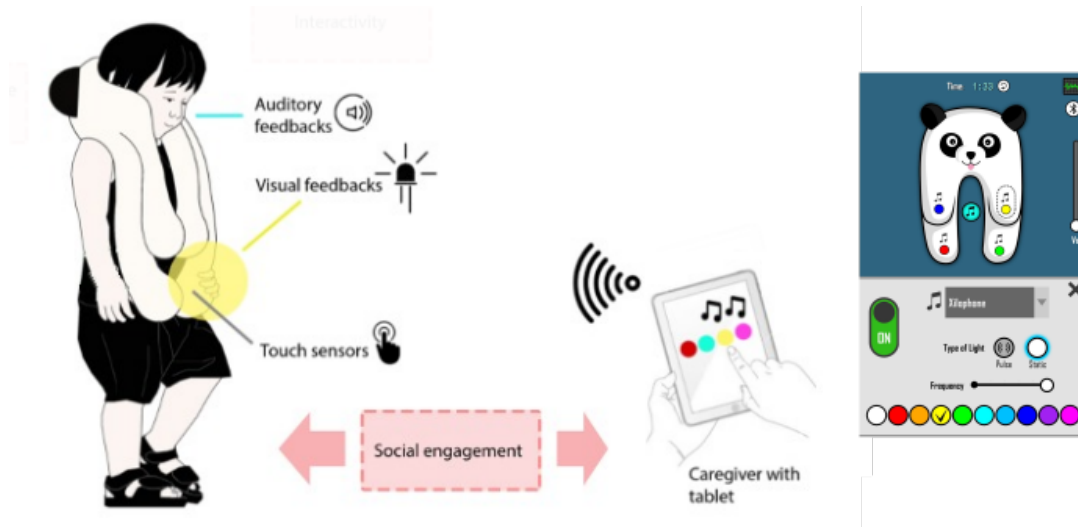 Interactivity
Auditory
feedbacks
Visual feedbacks
Touch sensors
Social engagement
Caregiver with
tablet
Time 1:33
Xilophone
ON
Type of Light
Pulse
Static
Frequency